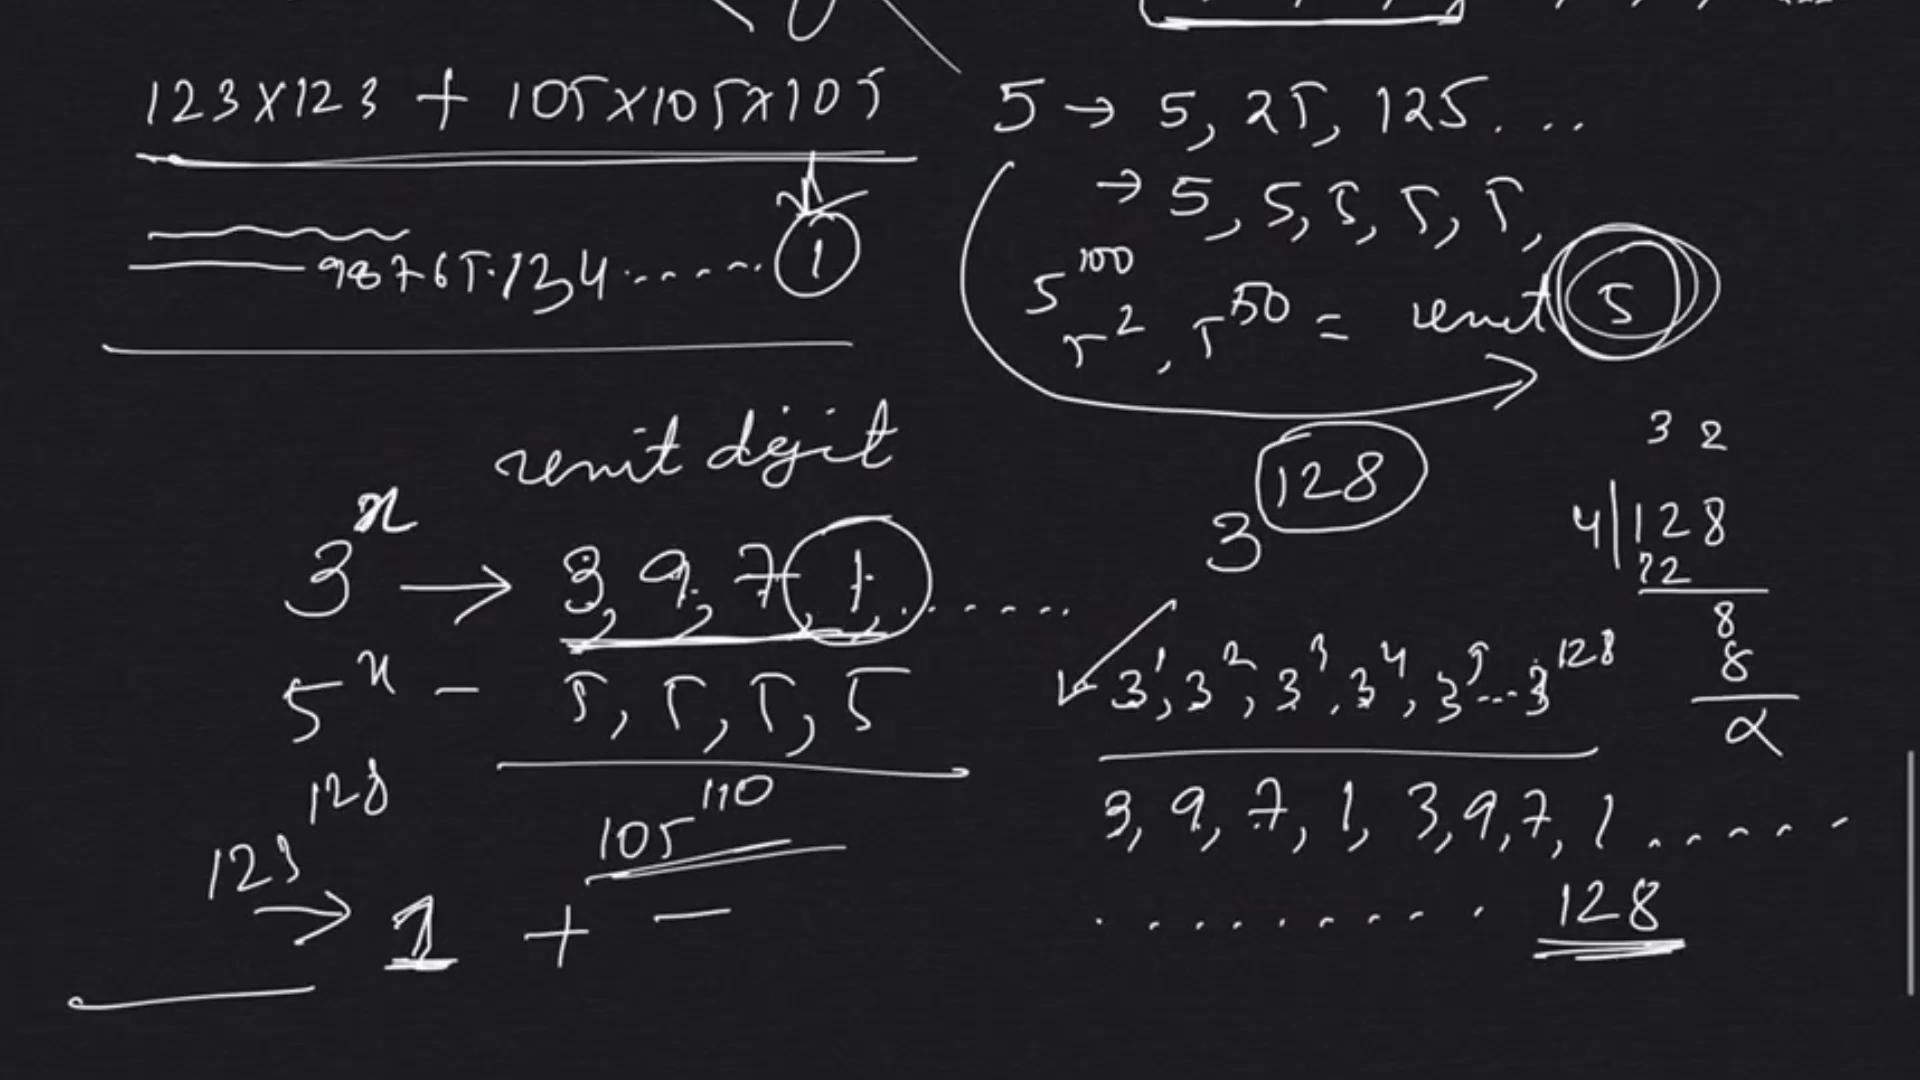 123×123 + 105×105×105
98765.134......①
5 → 5, 25, 125...
→ 5, 5, 5, 5, 5,
5^100
5^2, 5^50 = unit 5
unit digit
3^x → 3, 9, 7, 1, ......
5^x - 5, 5, 5, 5
123^128 → 1 + 105^110
3^128
3^1, 3^2, 3^3, 3^4, 3^5...3^128
3, 9, 7, 1, 3, 9, 7, 1 ......
......... 128
32
4|128
12
8
8